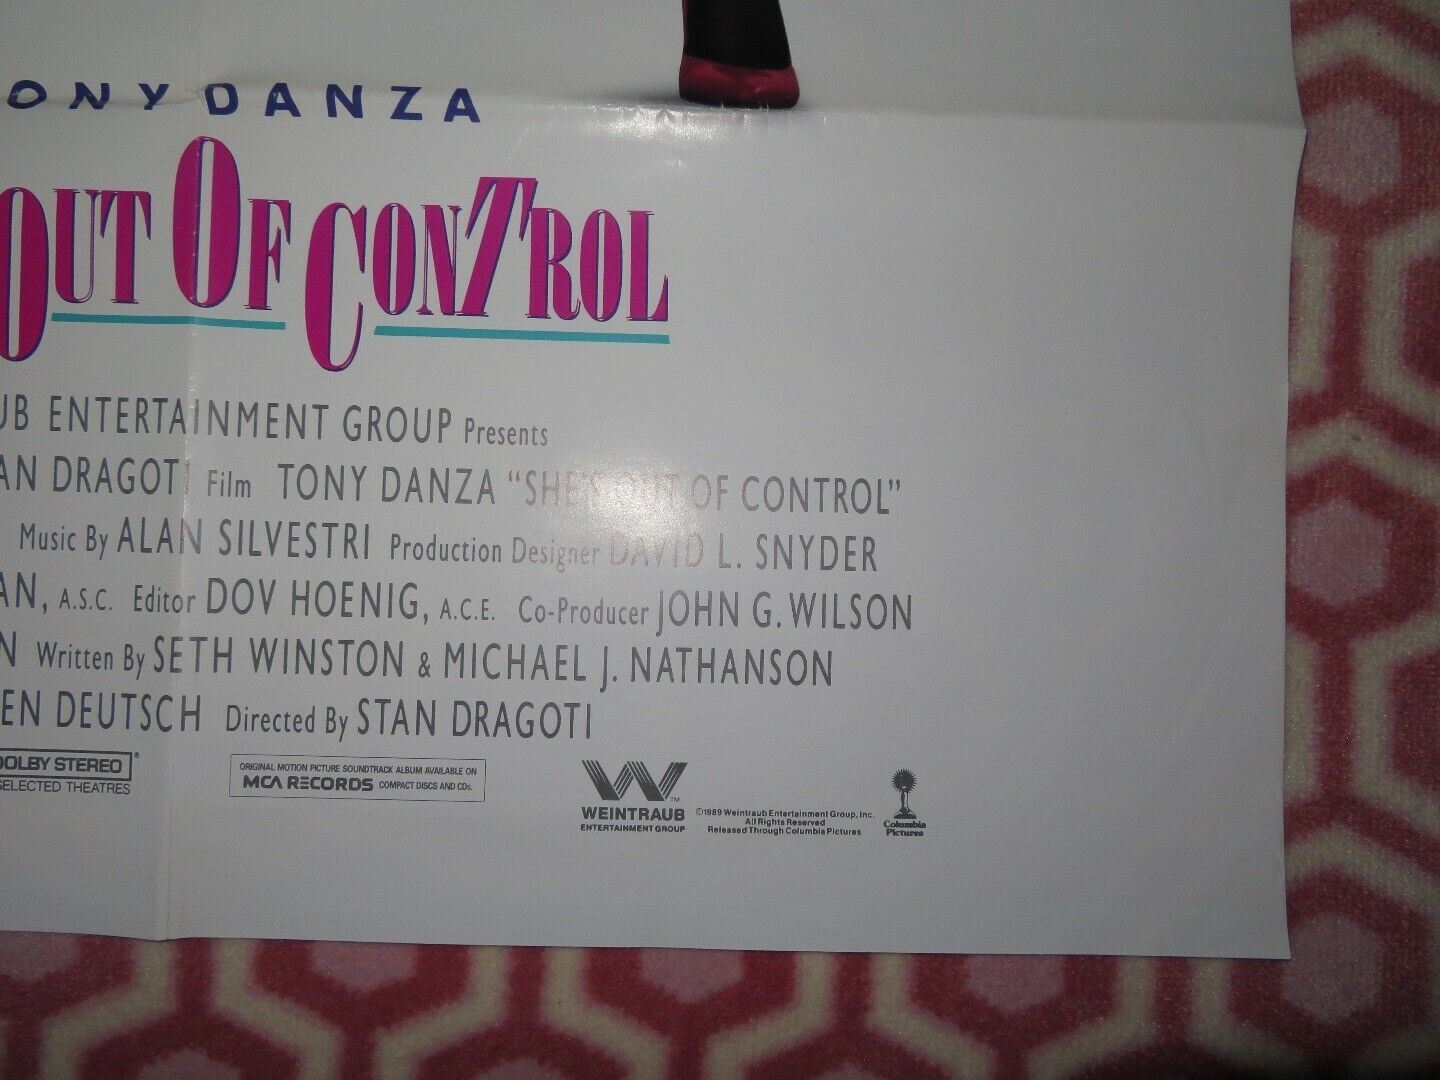 ONY DANZA
OUT OF CONTROL
UB ENTERTAINMENT GROUP Presents
AN DRAGOTI Film TONY DANZA "SHE'S OUT OF CONTROL"
Music By ALAN SILVESTRI Production Designer DAVID L. SNYDER
AN, A.S.C. Editor DOV HOENIG, A.C.E. Co-Producer JOHN G. WILSON
N Written By SETH WINSTON & MICHAEL J. NATHANSON
EN DEUTSCH Directed By STAN DRAGOTI
DOLBY STEREO®
SELECTED THEATRES
ORIGINAL MOTION PICTURE SOUNDTRACK ALBUM AVAILABLE ON
MCA RECORDS COMPACT DISCS AND CDs.
W TM
WEINTRAUB
ENTERTAINMENT GROUP
©1989 Weintraub Entertainment Group, Inc.
All Rights Reserved
Released Through Columbia Pictures
Columbia
Pictures